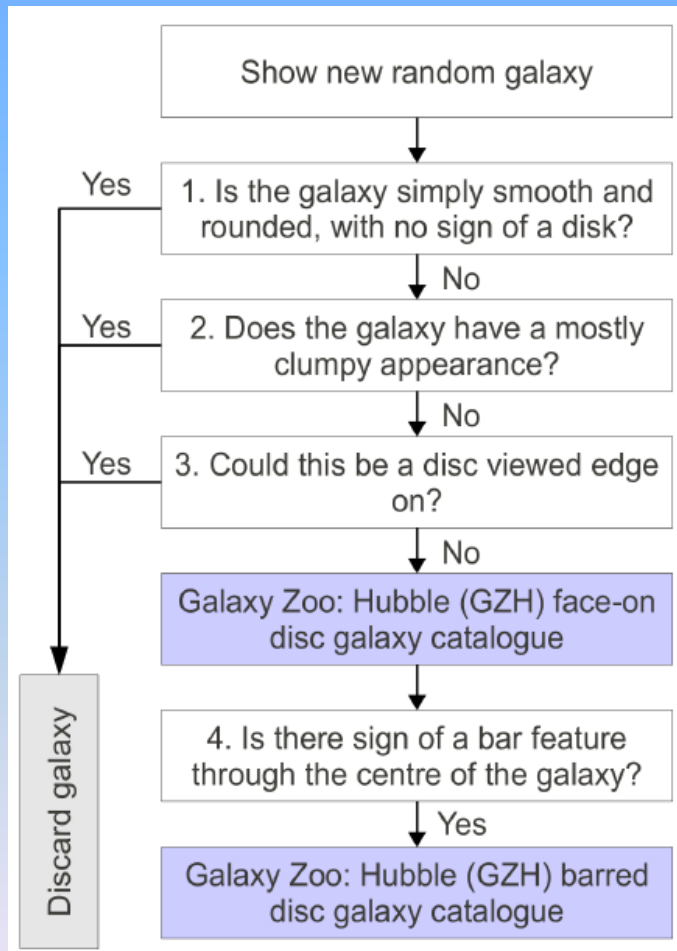 Show new random galaxy
Yes
1. Is the galaxy simply smooth and
rounded, with no sign of a disk?
No
Yes
2. Does the galaxy have a mostly
clumpy appearance?
No
Yes
3. Could this be a disc viewed edge
on?
No
Galaxy Zoo: Hubble (GZH) face-on
disc galaxy catalogue
4. Is there sign of a bar feature
through the centre of the galaxy?
Yes
Galaxy Zoo: Hubble (GZH) barred
disc galaxy catalogue
Discard galaxy